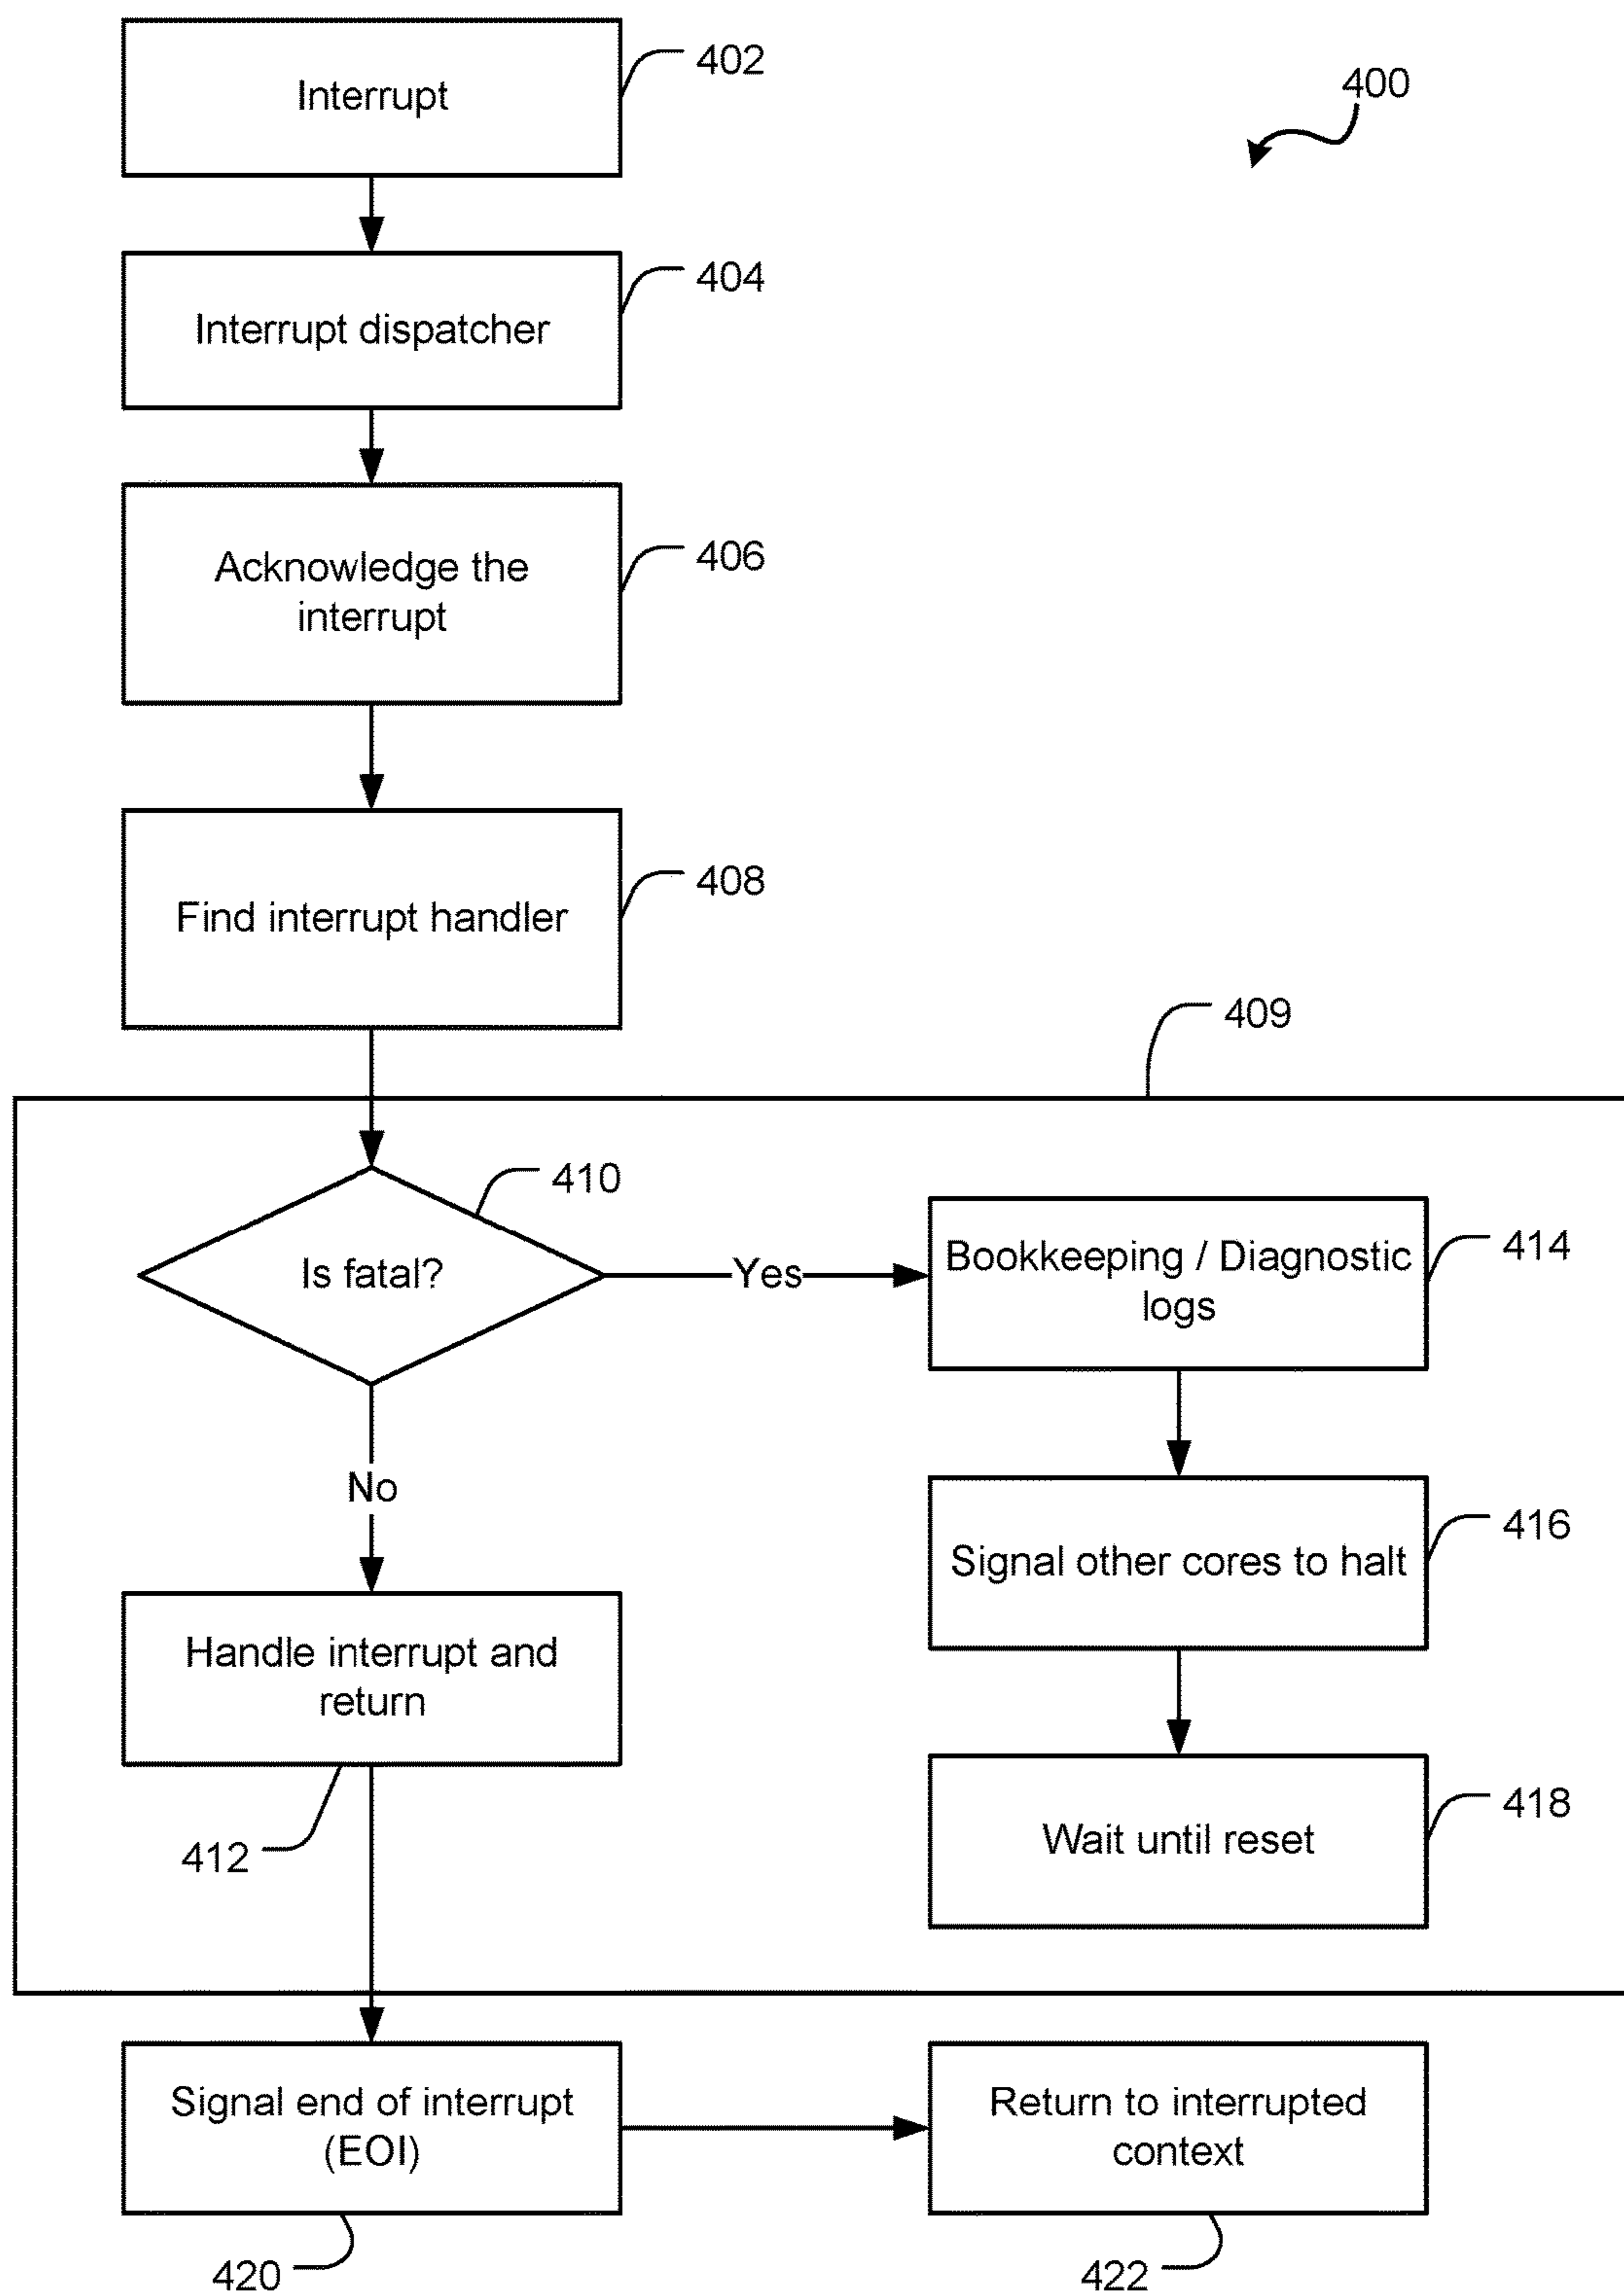 Interrupt
402
400
Interrupt dispatcher
404
Acknowledge the
interrupt
406
Find interrupt handler
408
409
Is fatal?
410
Yes
Bookkeeping / Diagnostic
logs
414
No
Signal other cores to halt
416
Handle interrupt and
return
412
Wait until reset
418
Signal end of interrupt
(EOI)
420
Return to interrupted
context
422